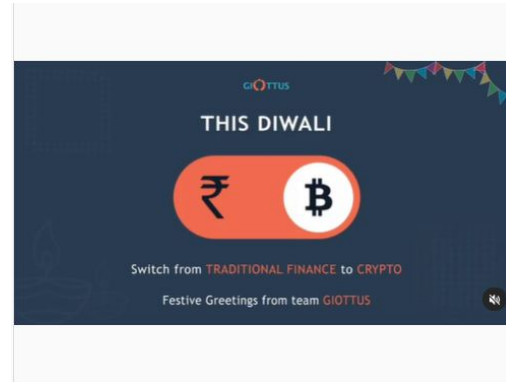 GIOTTUS
THIS DIWALI
₹ ₿
Switch from TRADITIONAL FINANCE to CRYPTO
Festive Greetings from team GIOTTUS